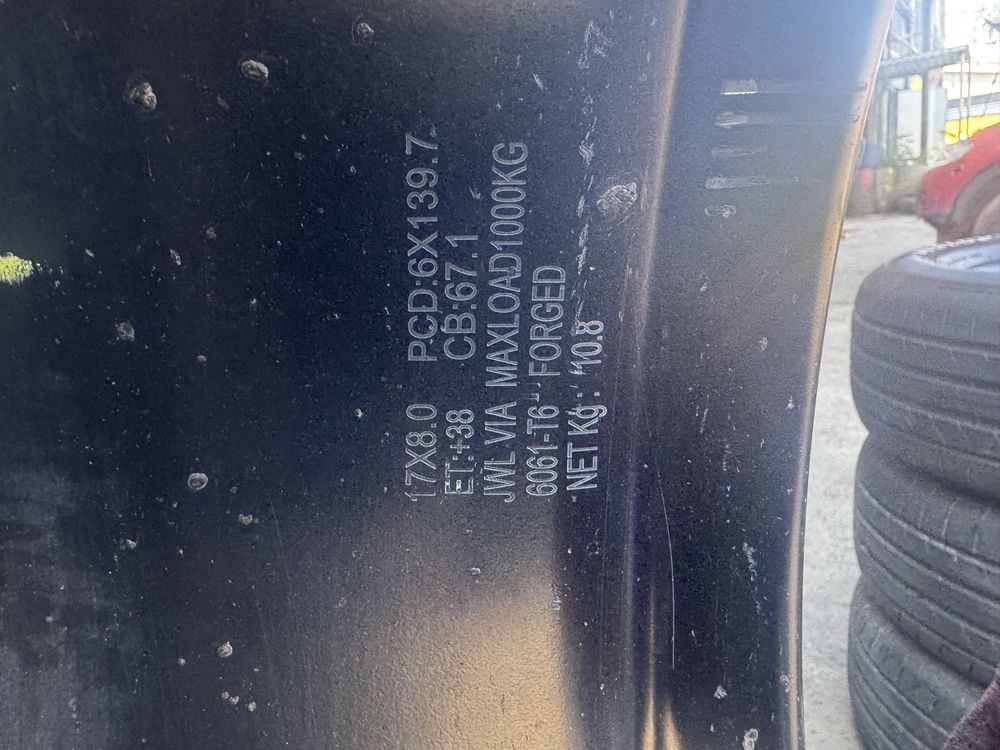 17X8.0 PCD:6X139.7
ET:+38 CB:67.1
JWL VIA MAXLOAD1000KG
6061-T6 FORGED
NET Kg : 10.8